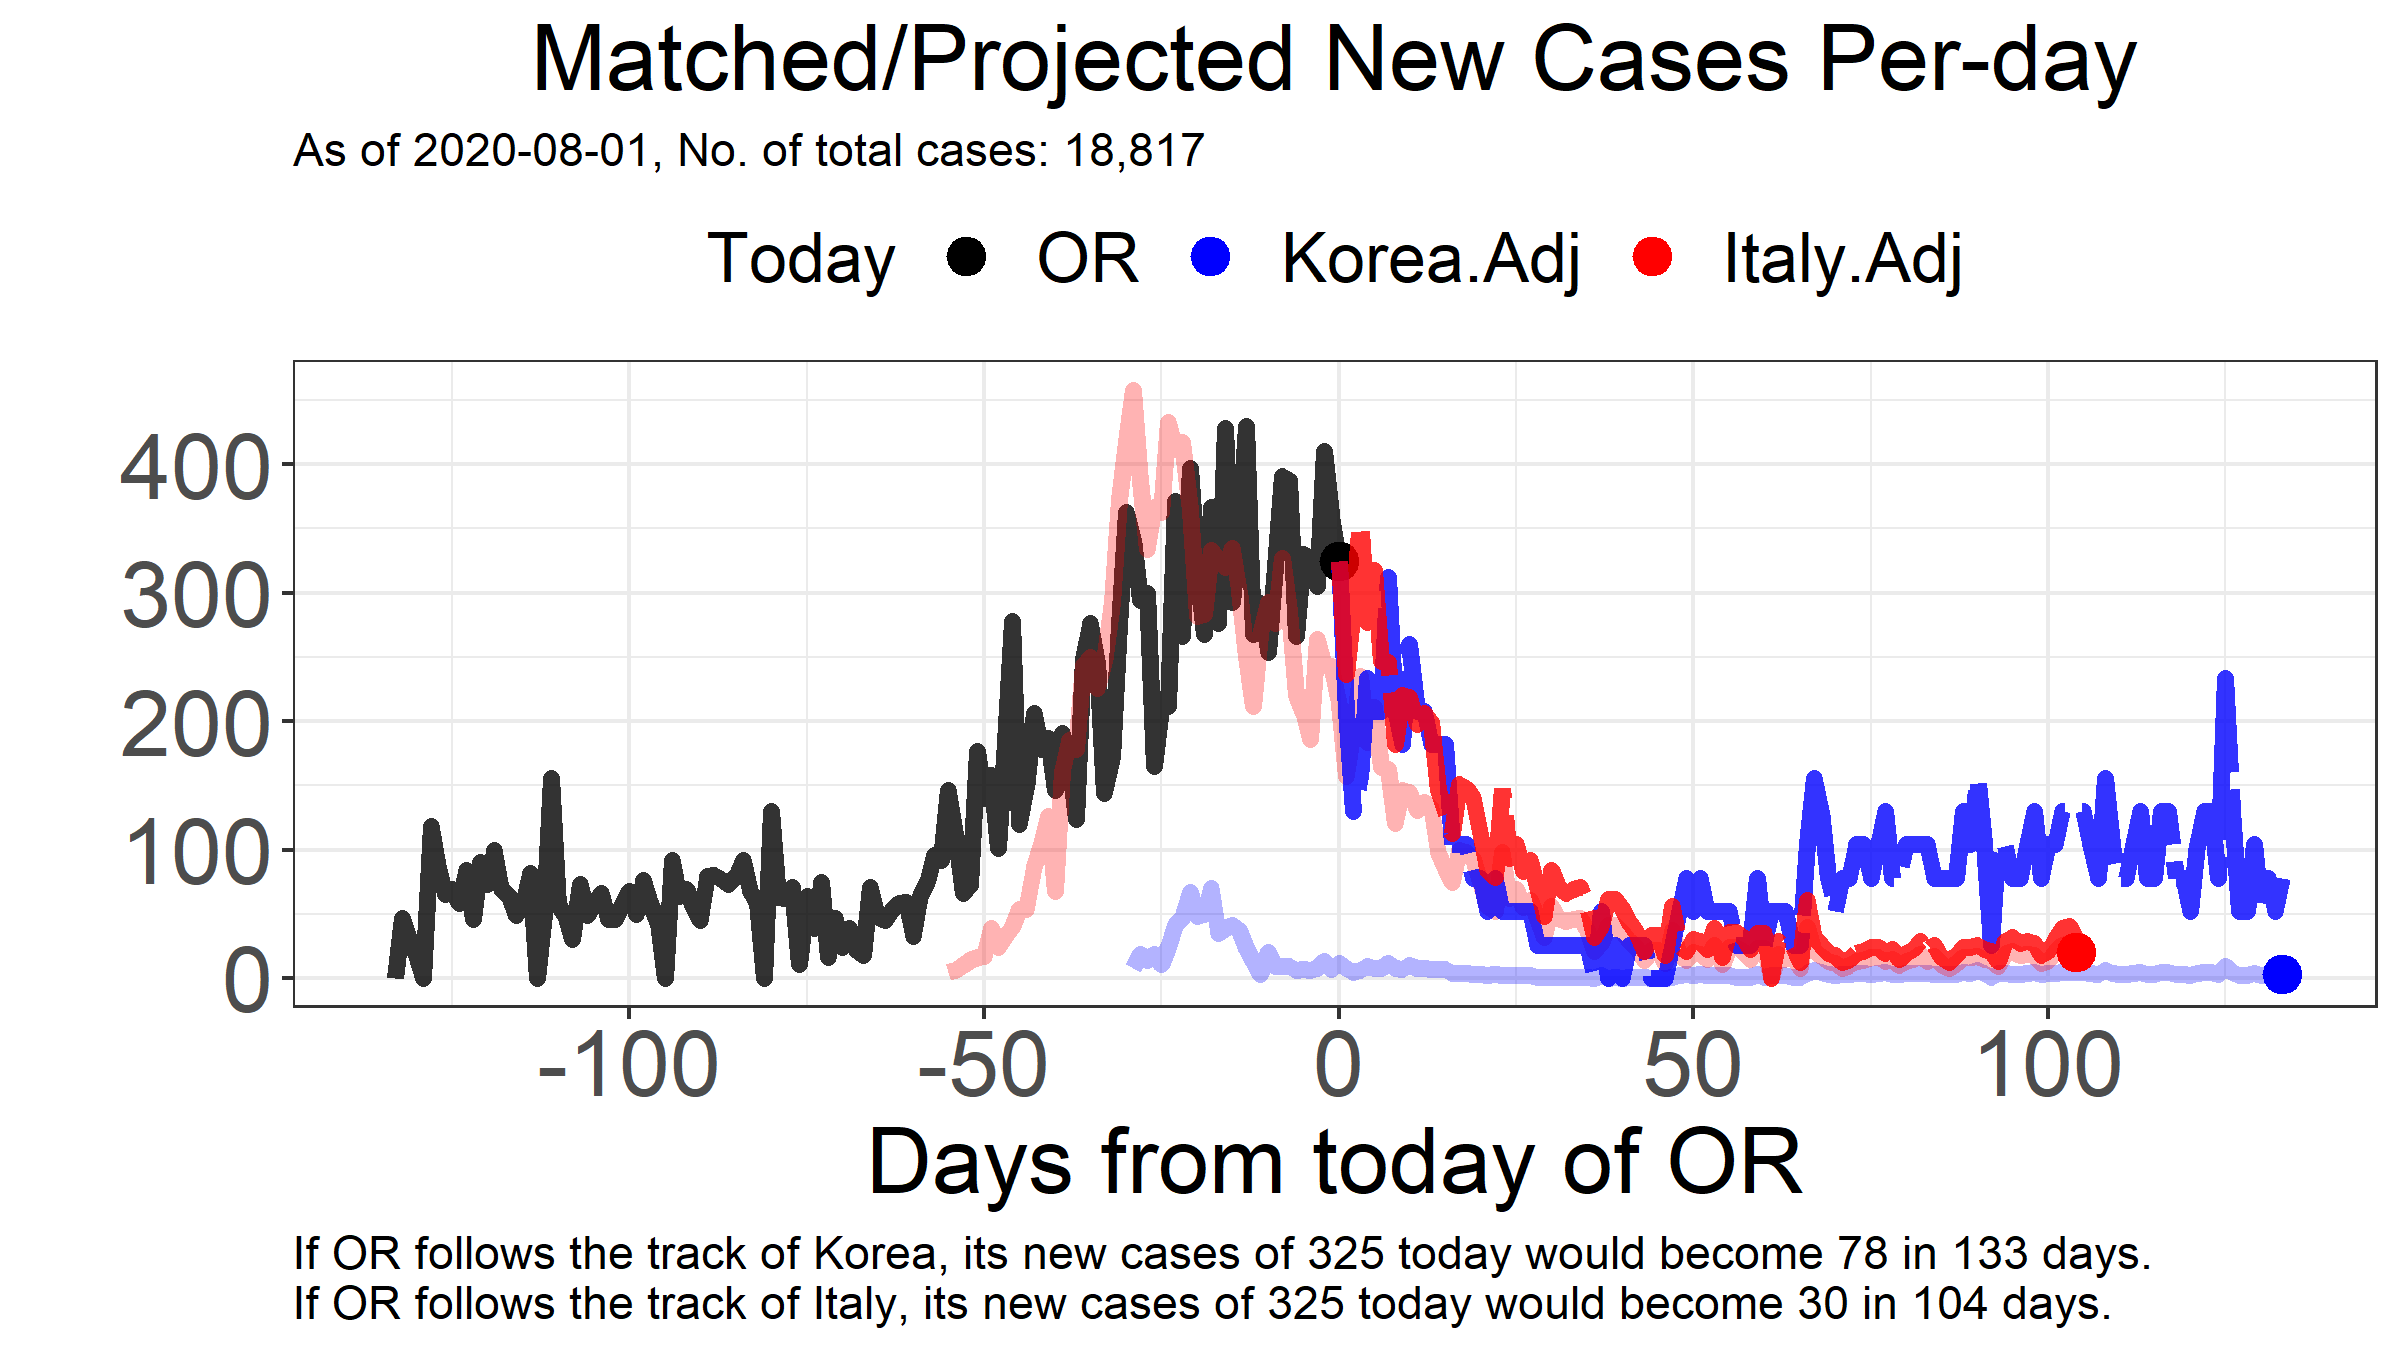 Matched/Projected New Cases Per-day
As of 2020-08-01, No. of total cases: 18,817
Today OR Korea.Adj Italy.Adj
400
300
200
100
0
-100 -50 0 50 100
Days from today of OR
If OR follows the track of Korea, its new cases of 325 today would become 78 in 133 days.
If OR follows the track of Italy, its new cases of 325 today would become 30 in 104 days.